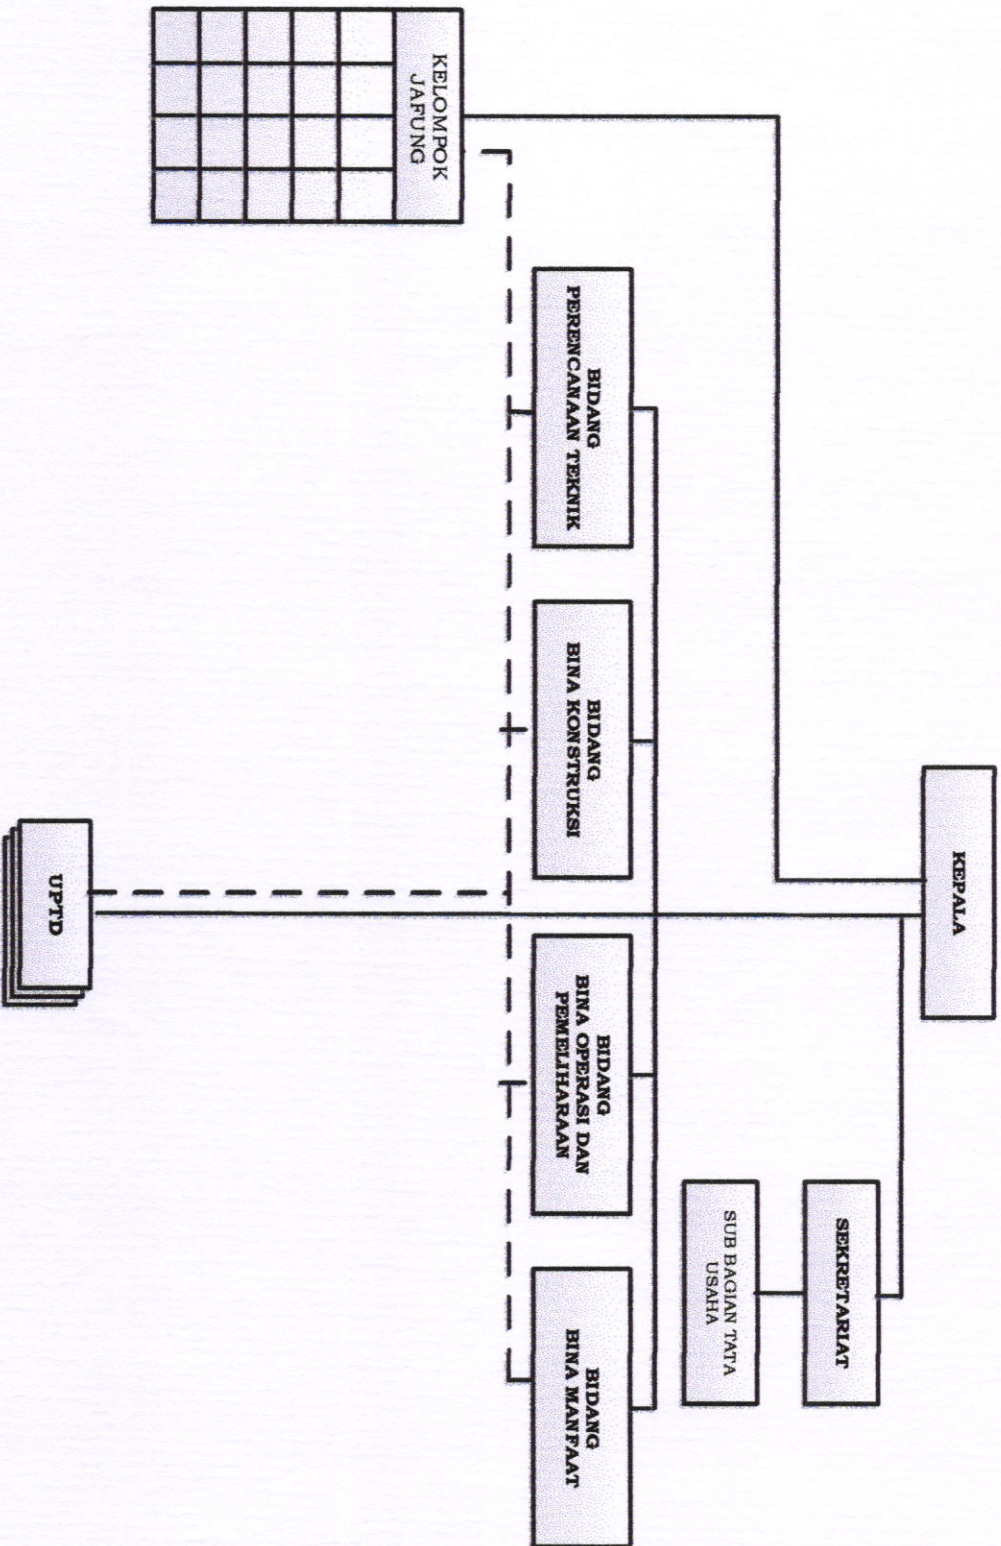 KEPALA
SEKRETARIAT
SUB BAGIAN TATA
USAHA
KELOMPOK
JAFUNG
BIDANG
PERENCANAAN TEKNIK
BIDANG
BINA KONSTRUKSI
BIDANG
BINA OPERASI DAN
PEMELIHARAAN
BIDANG
BINA MANFAAT
UPTD